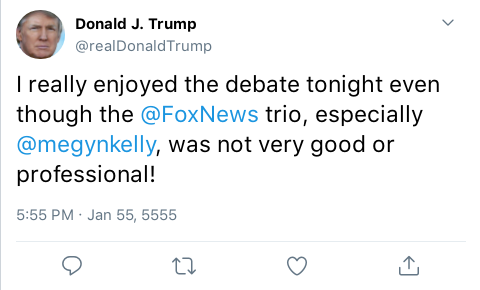 Donald J. Trump
@realDonaldTrump
I really enjoyed the debate tonight even
though the @FoxNews trio, especially
@megynkelly, was not very good or
professional!
5:55 PM · Jan 55, 5555